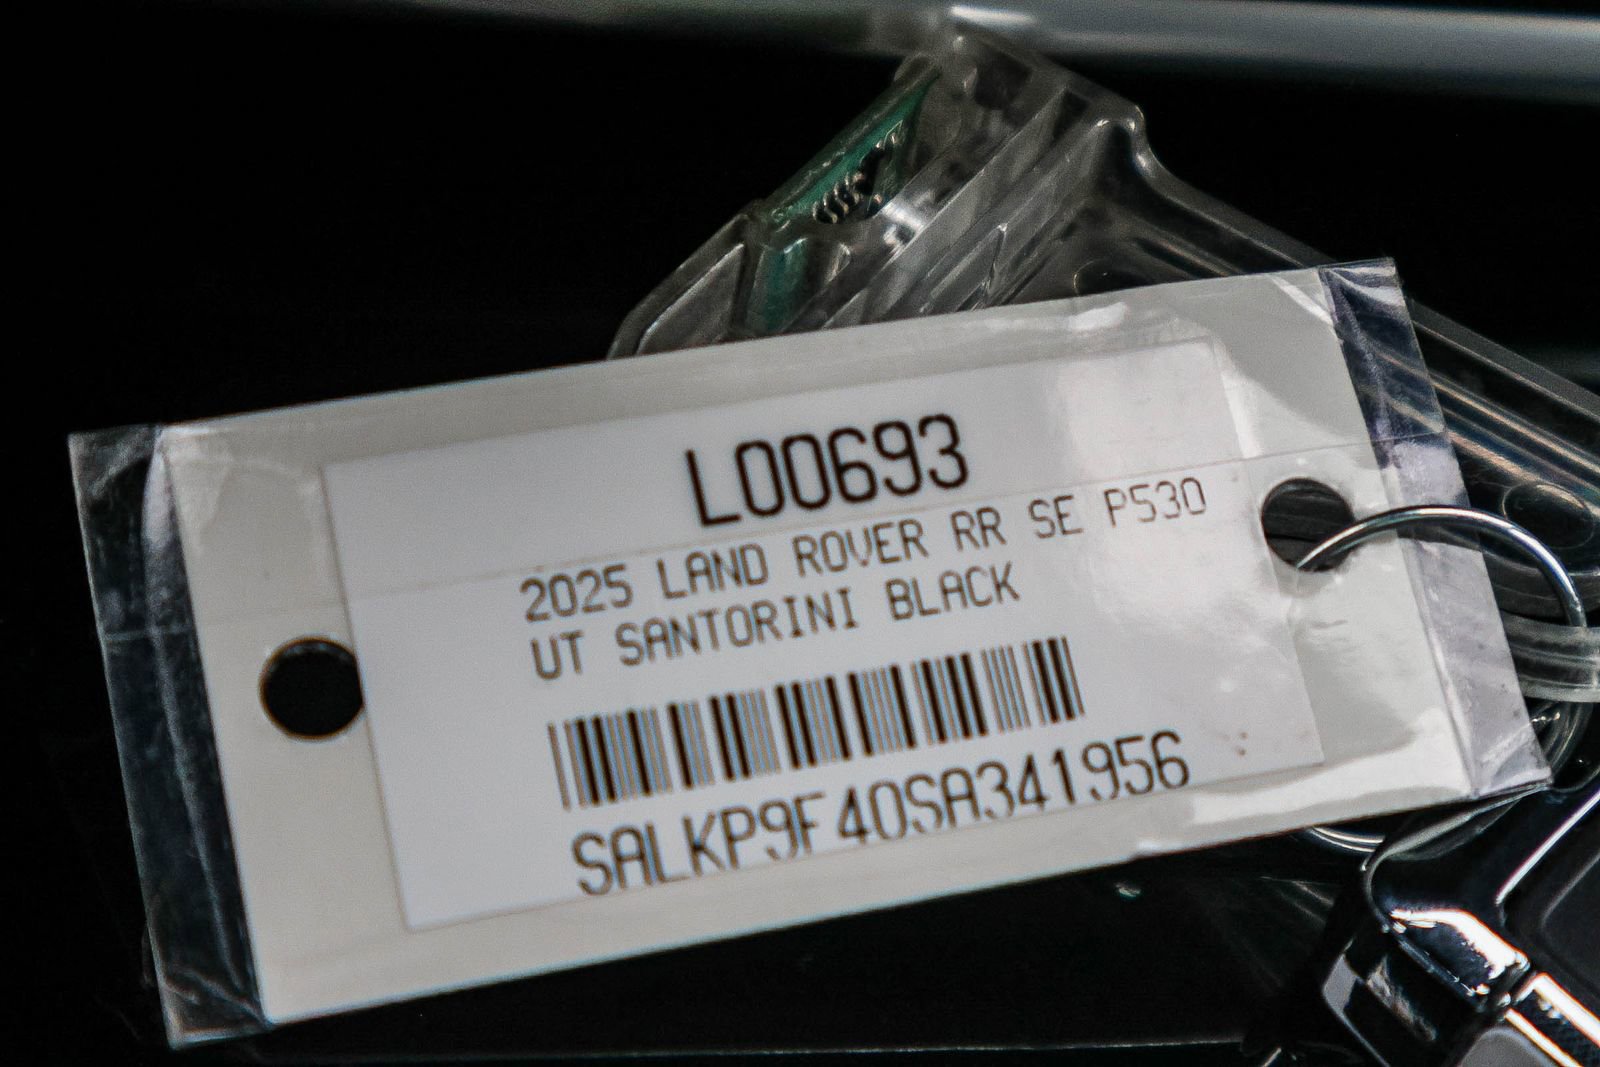 L00693
2025 LAND ROVER RR SE P530
UT SANTORINI BLACK
SALKP9F40SA341956